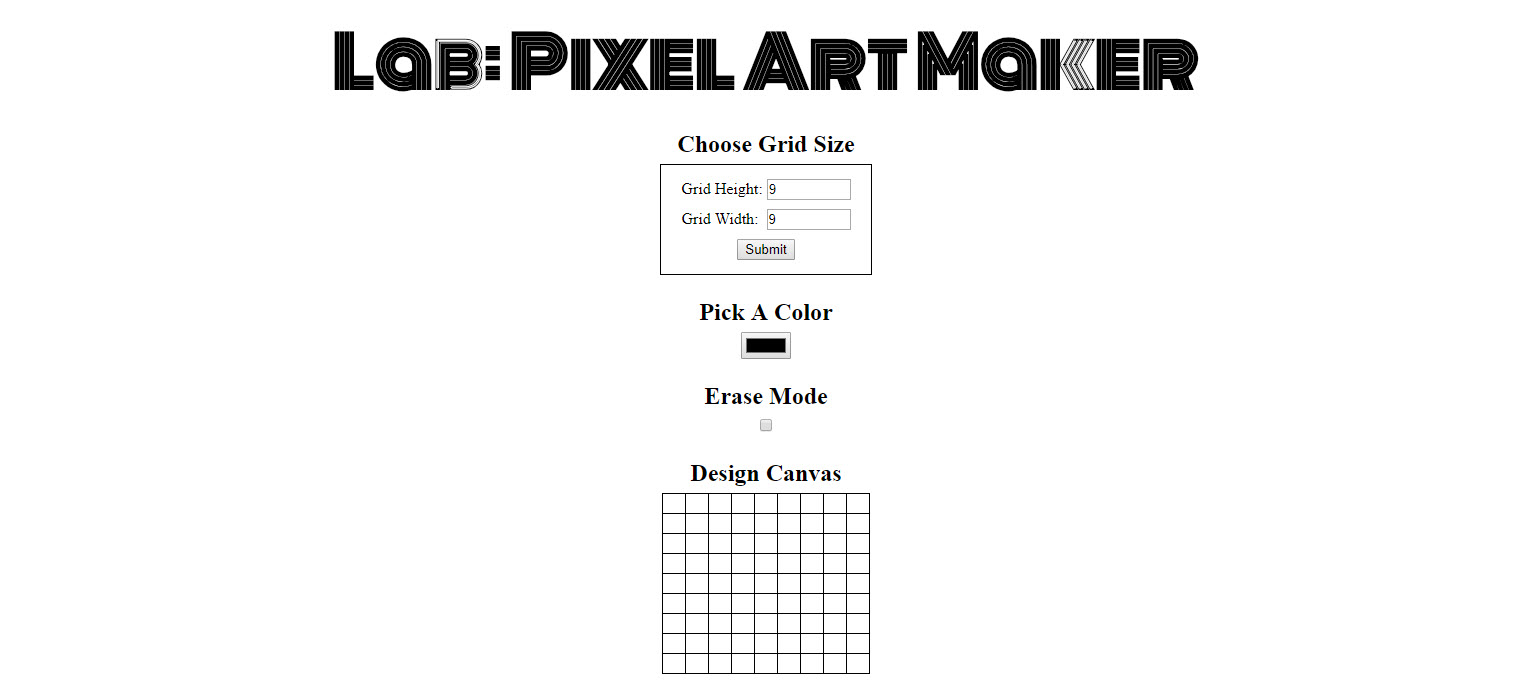 Lab: Pixel Art Maker
Choose Grid Size
Grid Height: 9
Grid Width: 9
Submit
Pick A Color
Erase Mode
Design Canvas